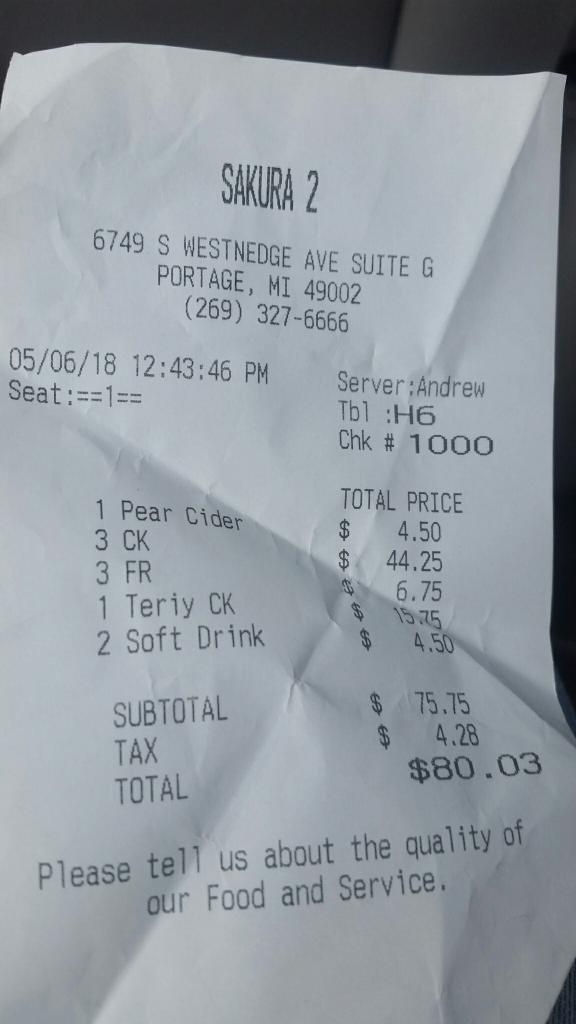 SAKURA 2
6749 S WESTNEDGE AVE SUITE G
PORTAGE, MI 49002
(269) 327-6666
05/06/18 12:43:46 PM Server:Andrew
Seat:==1== Tbl :H6
Chk # 1000
TOTAL PRICE
1 Pear Cider $ 4.50
3 CK $ 44.25
3 FR $ 6.75
1 Teriy CK $ 15.75
2 Soft Drink $ 4.50
SUBTOTAL $ 75.75
TAX $ 4.28
TOTAL $80.03
Please tell us about the quality of
our Food and Service.